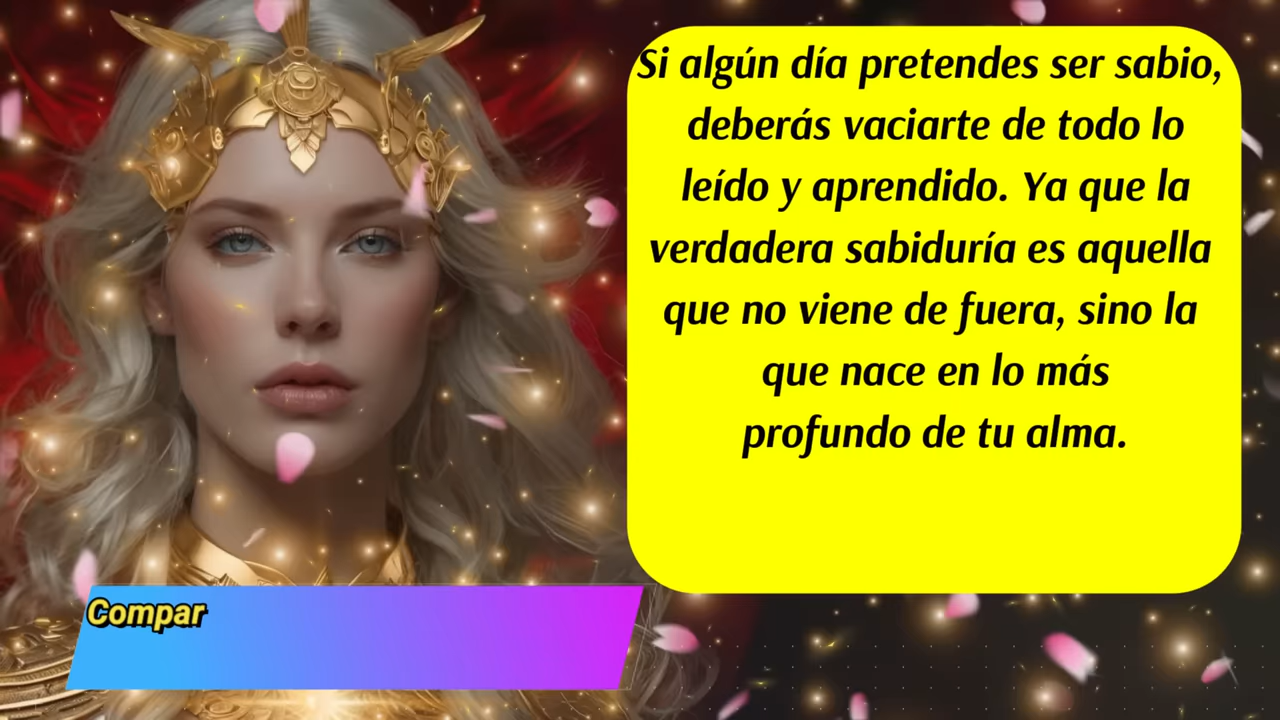 Si algún día pretendes ser sabio,
deberás vaciarte de todo lo
leído y aprendido. Ya que la
verdadera sabiduría es aquella
que no viene de fuera, sino la
que nace en lo más
profundo de tu alma.
Compar